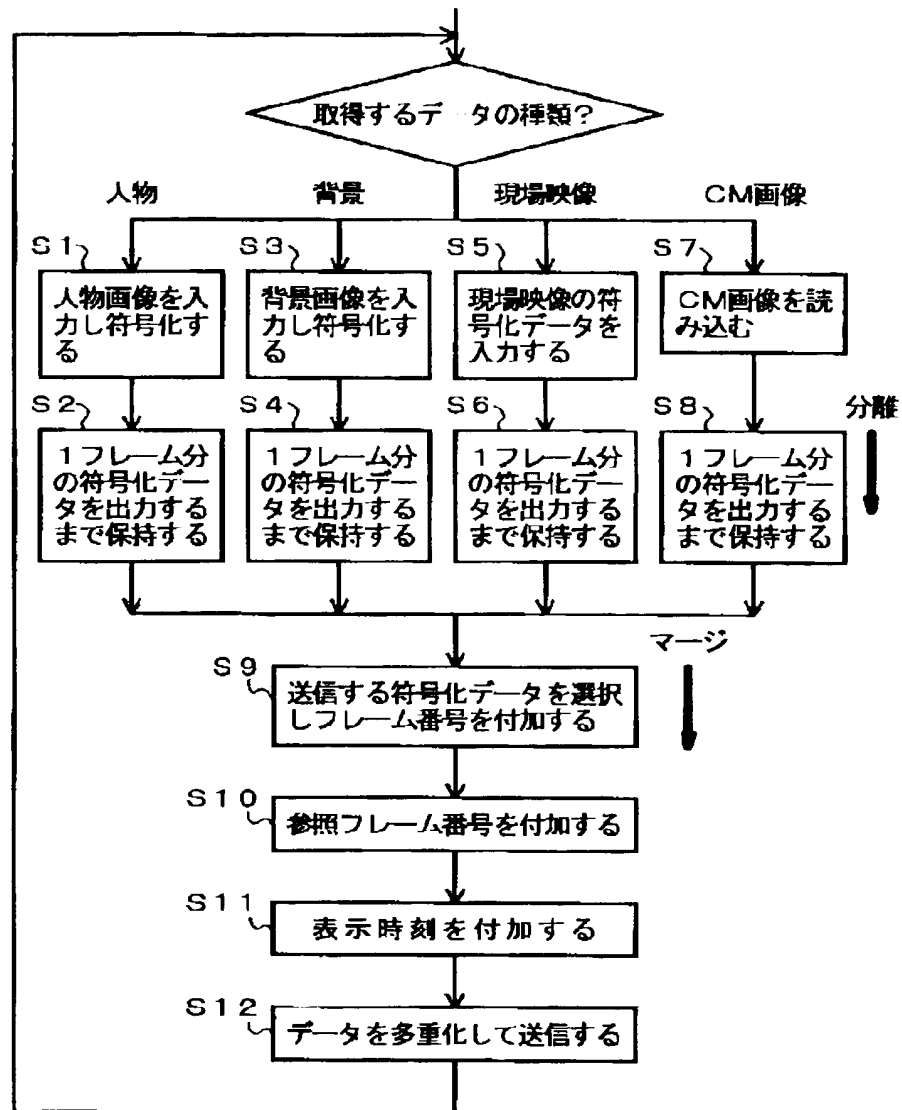 取得するデータの種類?
人物
背景
現場映像
CM画像
S1
人物画像を入
力し符号化す
る
S3
背景画像を入
力し符号化す
る
S5
現場映像の符
号化データを
入力する
S7
CM画像を読
み込む
S2
1フレーム分
の符号化デー
タを出力する
まで保持する
S4
1フレーム分
の符号化デー
タを出力する
まで保持する
S6
1フレーム分
の符号化デー
タを出力する
まで保持する
S8
1フレーム分
の符号化デー
タを出力する
まで保持する
分離
マージ
S9
送信する符号化データを選択
しフレーム番号を付加する
S10
参照フレーム番号を付加する
S11
表示時刻を付加する
S12
データを多重化して送信する